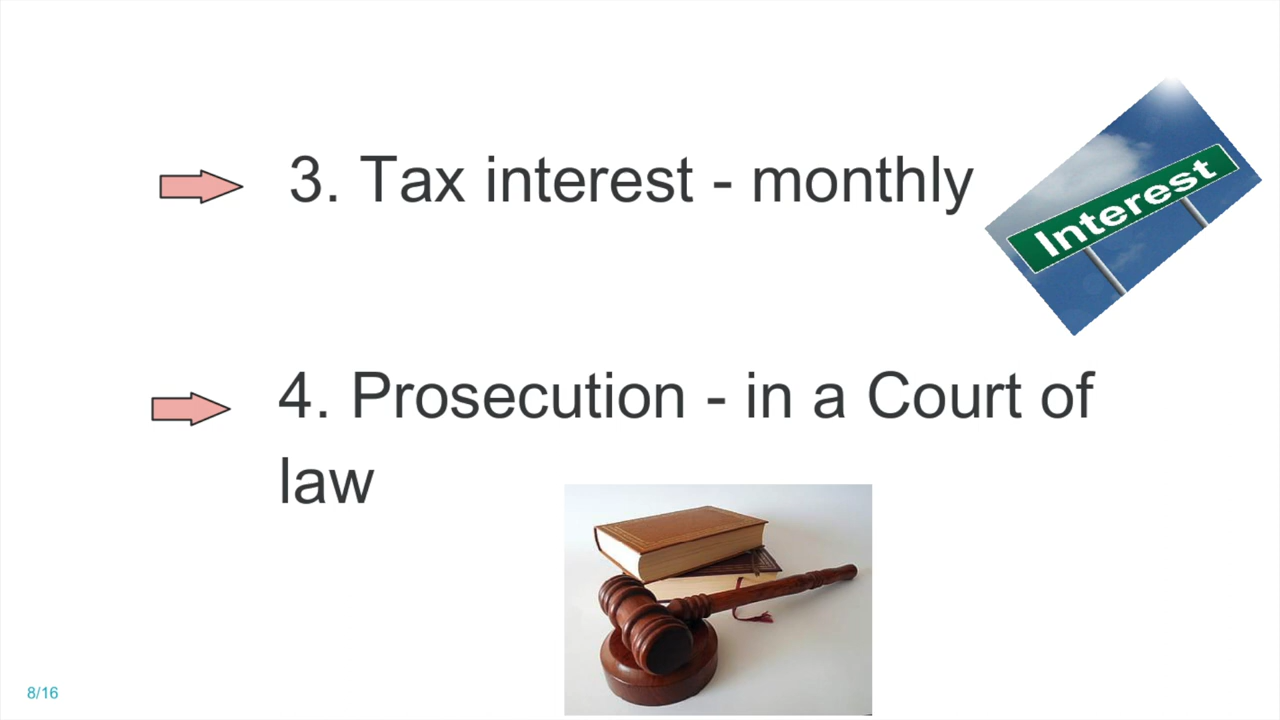 3. Tax interest - monthly
Interest
4. Prosecution - in a Court of
law
8/16